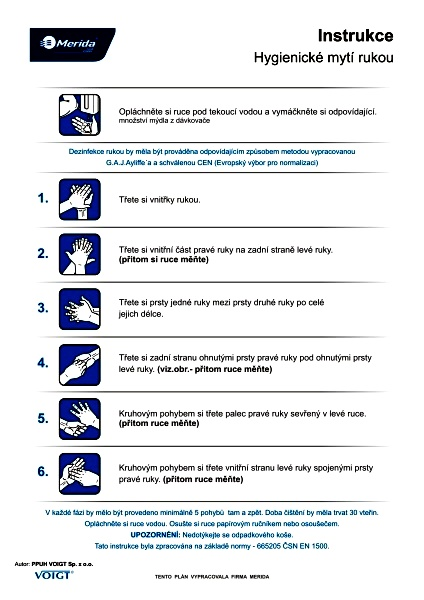 Merida
Instrukce
Hygienické mytí rukou
Opláchněte si ruce pod tekoucí vodou a vymáčkněte si odpovídající.
množství mýdla z dávkovače
Dezinfekce rukou by měla být prováděna odpovídajícím způsobem metodou vypracovanou
G.A.J.Ayliffe´a a schválenou CEN (Evropský výbor pro normalizaci)
1.
Třete si vnitřky rukou.
2.
Třete si vnitřní část pravé ruky na zadní straně levé ruky.
(přitom si ruce měňte)
3.
Třete si prsty jedné ruky mezi prsty druhé ruky po celé
jejich délce.
4.
Třete si zadní stranu ohnutými prsty pravé ruky pod ohnutými prsty
levé ruky. (viz.obr.- přitom ruce měňte)
5.
Kruhovým pohybem si třete palec pravé ruky sevřený v levé ruce.
(přitom ruce měňte)
6.
Kruhovým pohybem si třete vnitřní stranu levé ruky spojenými prsty
pravé ruky. (přitom ruce měňte)
V každé fázi by mělo být provedeno minimálně 5 pohybů tam a zpět. Doba čištění by měla trvat 30 vteřin.
Opláchněte si ruce vodou. Osušte si ruce papírovým ručníkem nebo osoušečem.
UPOZORNĚNÍ: Nedotýkejte se odpadkového koše.
Tato instrukce byla zpracována na základě normy - 665205 ČSN EN 1500.
Autor: PPUH VOIGT Sp. z o.o.
VOIGT
TENTO PLÁN VYPRACOVALA FIRMA MERIDA